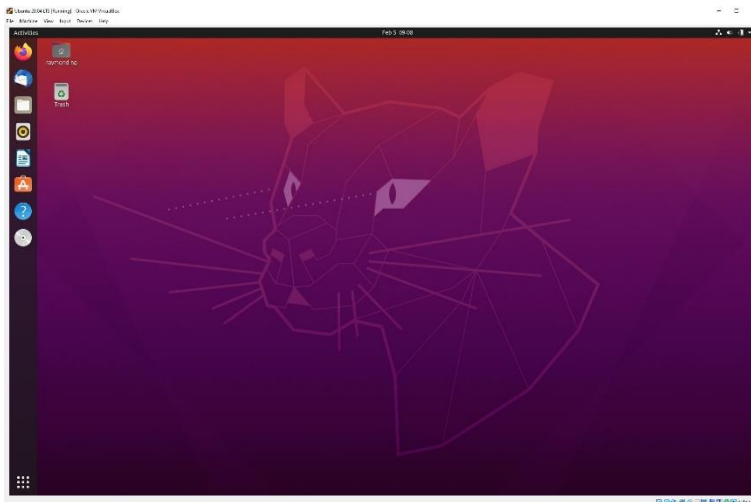 Ubuntu 20.04 LTS [Running] - Oracle VM VirtualBox
File Machine View Input Devices Help
Activities
Feb 5 09:08
raymond ng
Trash